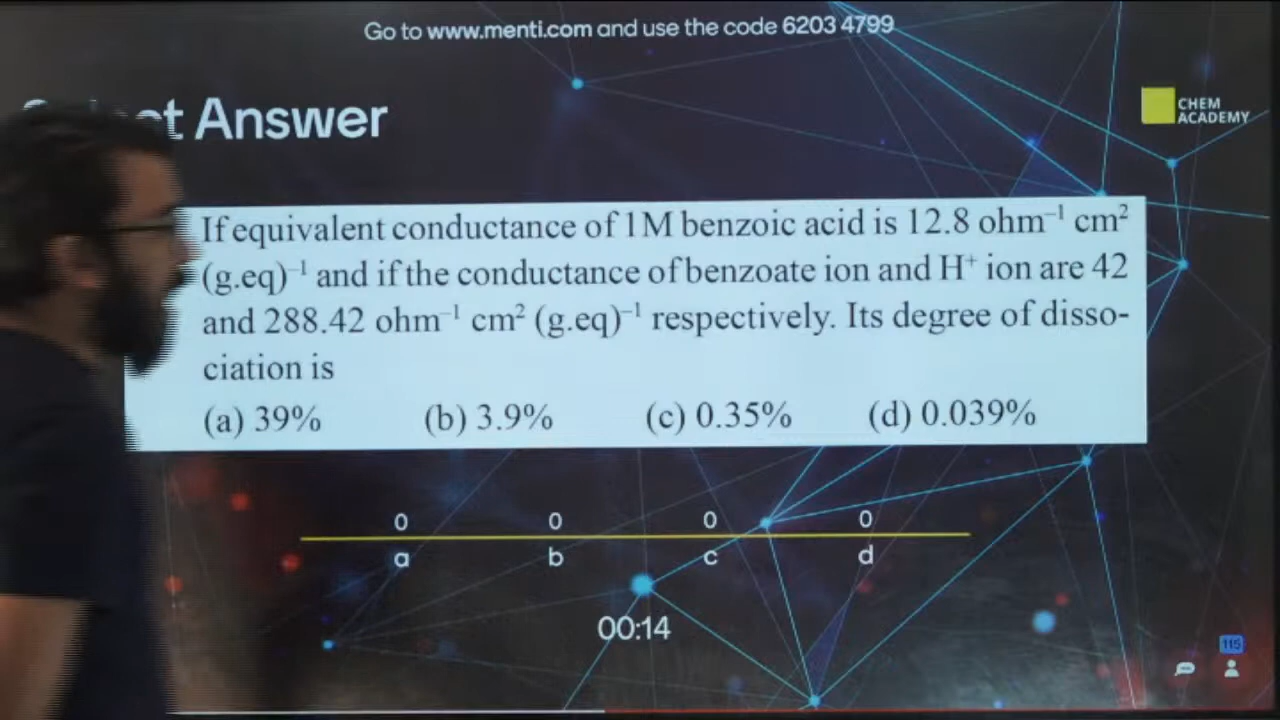 Go to www.menti.com and use the code 6203 4799
Answer
CHEM
ACADEMY
If equivalent conductance of 1M benzoic acid is 12.8 ohm⁻¹ cm²
(g.eq)⁻¹ and if the conductance of benzoate ion and H⁺ ion are 42
and 288.42 ohm⁻¹ cm² (g.eq)⁻¹ respectively. Its degree of disso-
ciation is
(a) 39% (b) 3.9% (c) 0.35% (d) 0.039%
0 0 0 0
a b c d
00:14
115